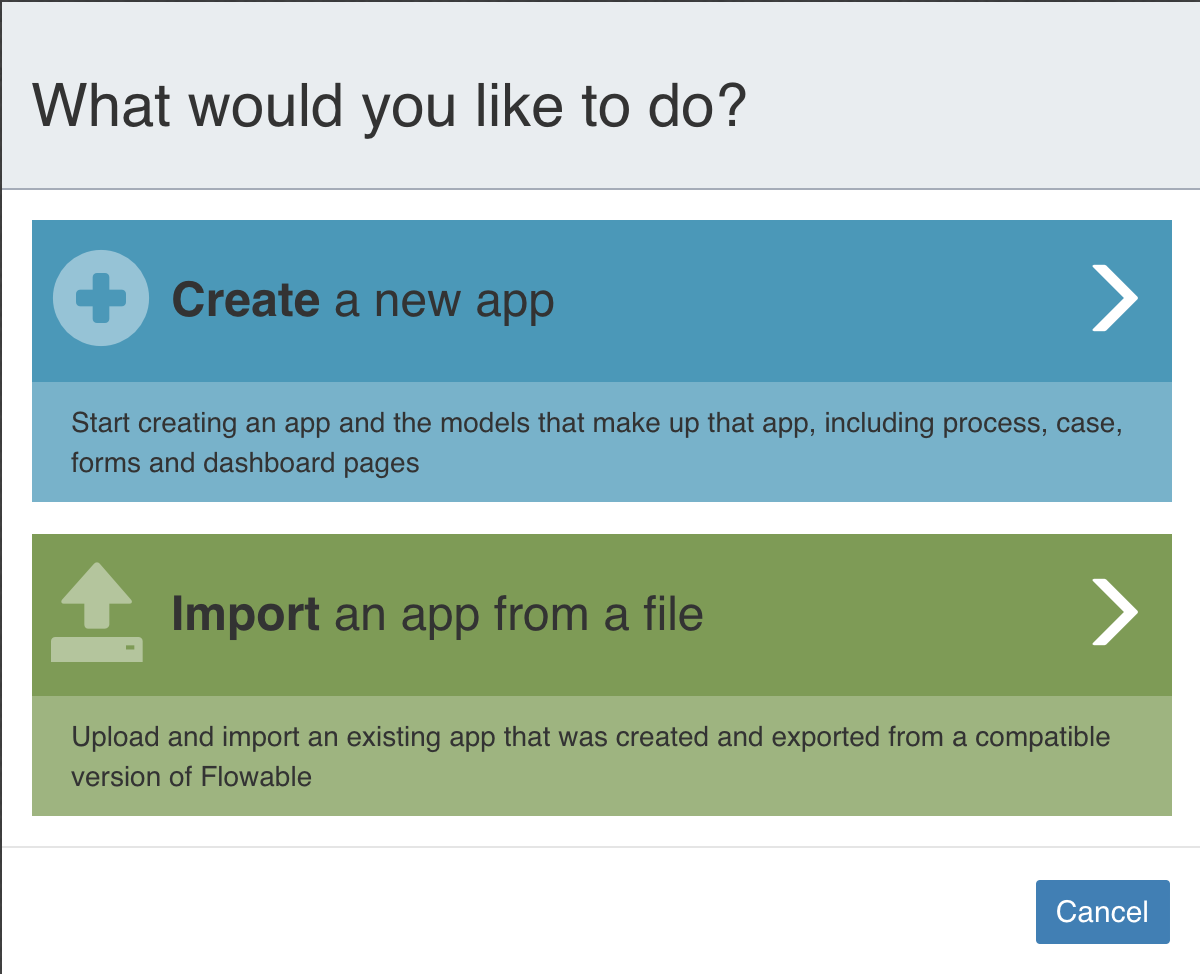 What would you like to do?
Create a new app
Start creating an app and the models that make up that app, including process, case,
forms and dashboard pages
Import an app from a file
Upload and import an existing app that was created and exported from a compatible
version of Flowable
Cancel